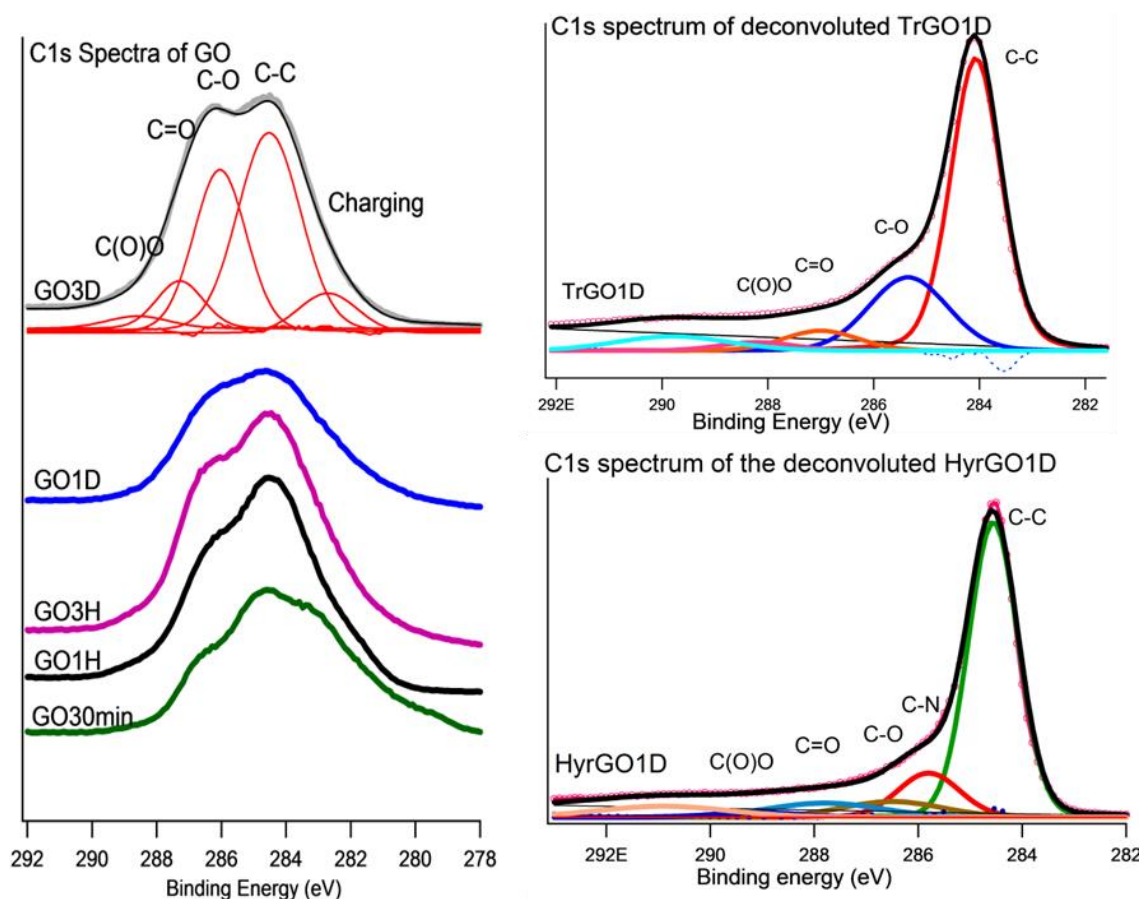 C1s Spectra of GO
C-O
C-C
C=O
Charging
C(O)O
GO3D
GO1D
GO3H
GO1H
GO30min
292 290 288 286 284 282 280 278
Binding Energy (eV)
C1s spectrum of deconvoluted TrGO1D
C-C
C-O
C=O
C(O)O
TrGO1D
292E 290 288 286 284 282
Binding Energy (eV)
C1s spectrum of the deconvoluted HyrGO1D
C-C
C-N
C-O
C=O
C(O)O
HyrGO1D
292E 290 288 286 284 282
Binding energy (eV)